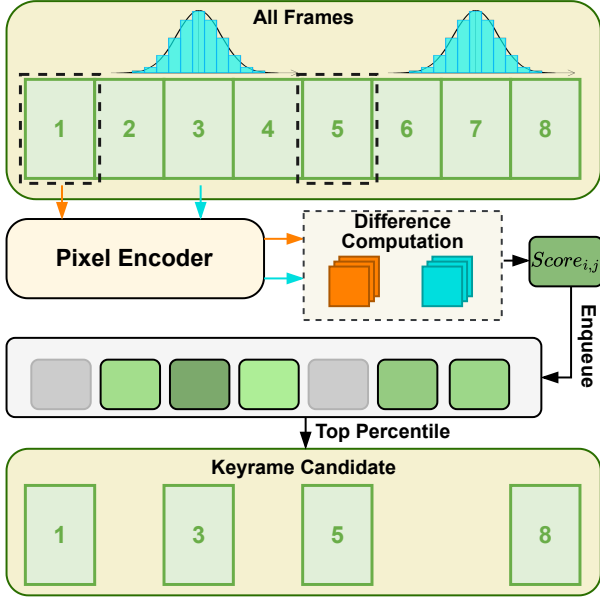 All Frames
1 2 3 4 5 6 7 8
Pixel Encoder
Difference
Computation
Score_{i,j}
Enqueue
Top Percentile
Keyrame Candidate
1 3 5 8